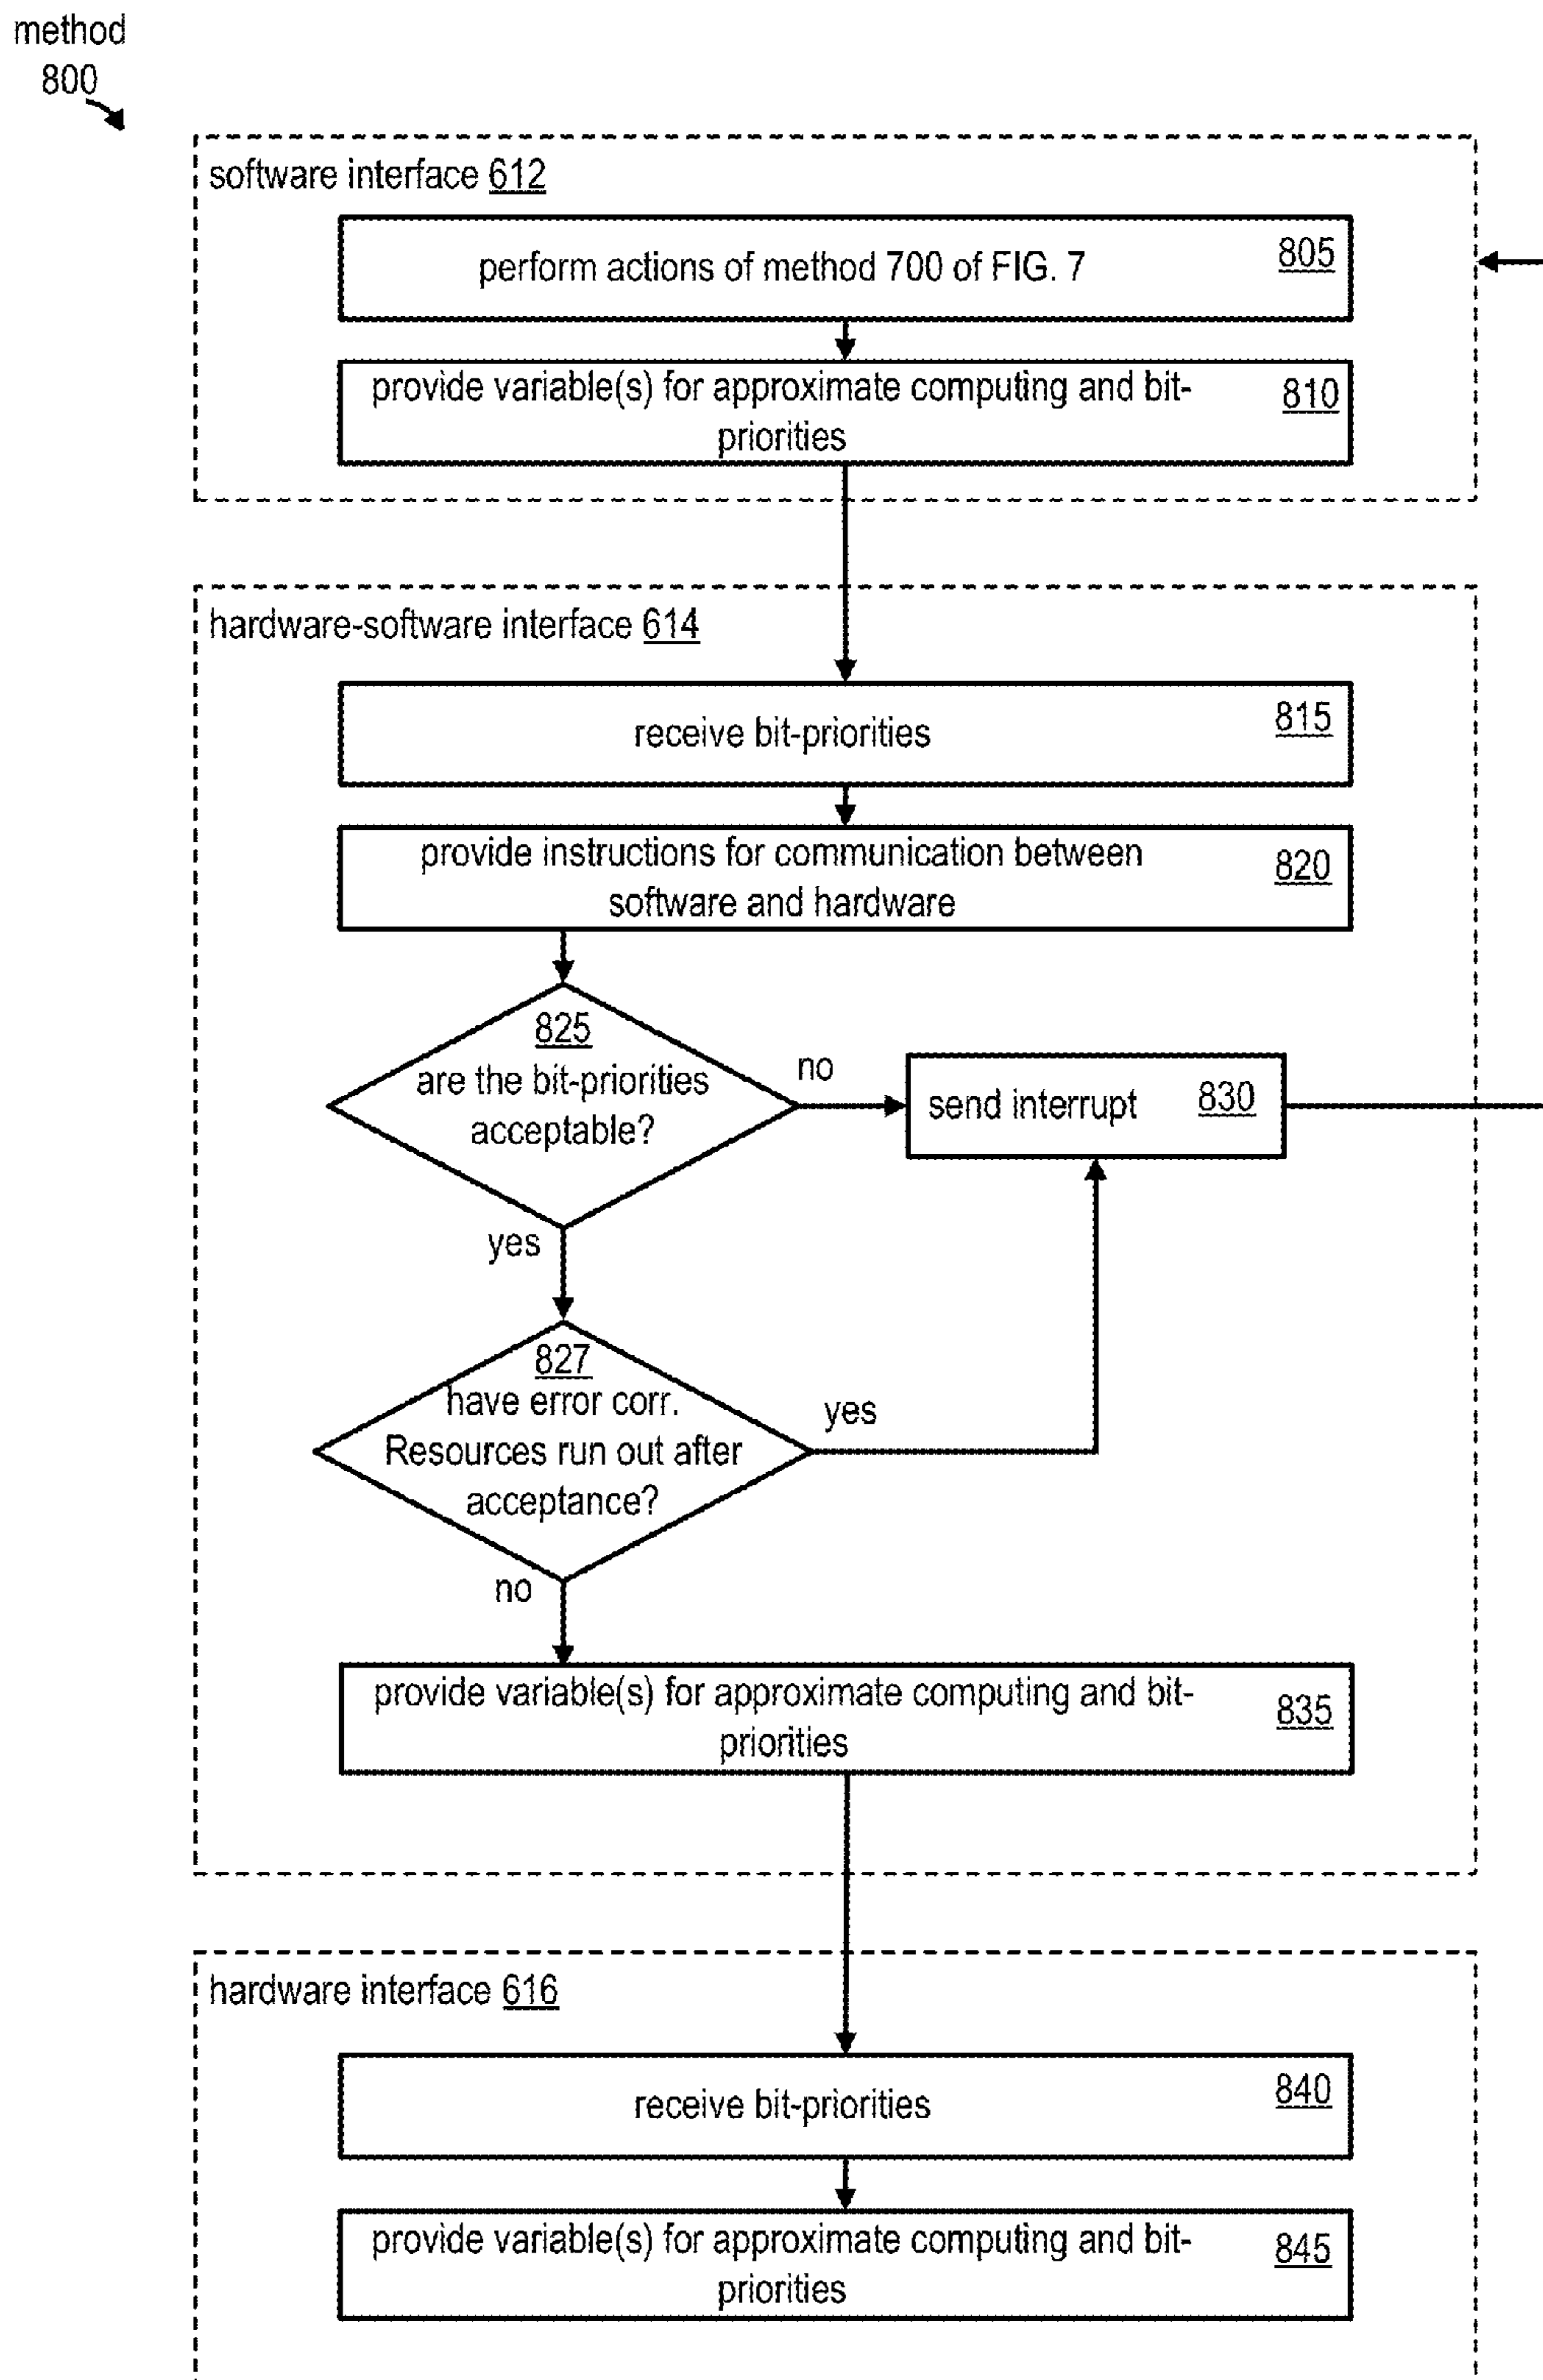 method
800
software interface 612
perform actions of method 700 of FIG. 7
805
provide variable(s) for approximate computing and bit-
priorities
810
hardware-software interface 614
receive bit-priorities
815
provide instructions for communication between
software and hardware
820
825
are the bit-priorities
acceptable?
no
send interrupt 830
yes
827
have error corr.
Resources run out after
acceptance?
yes
no
provide variable(s) for approximate computing and bit-
priorities
835
hardware interface 616
receive bit-priorities
840
provide variable(s) for approximate computing and bit-
priorities
845